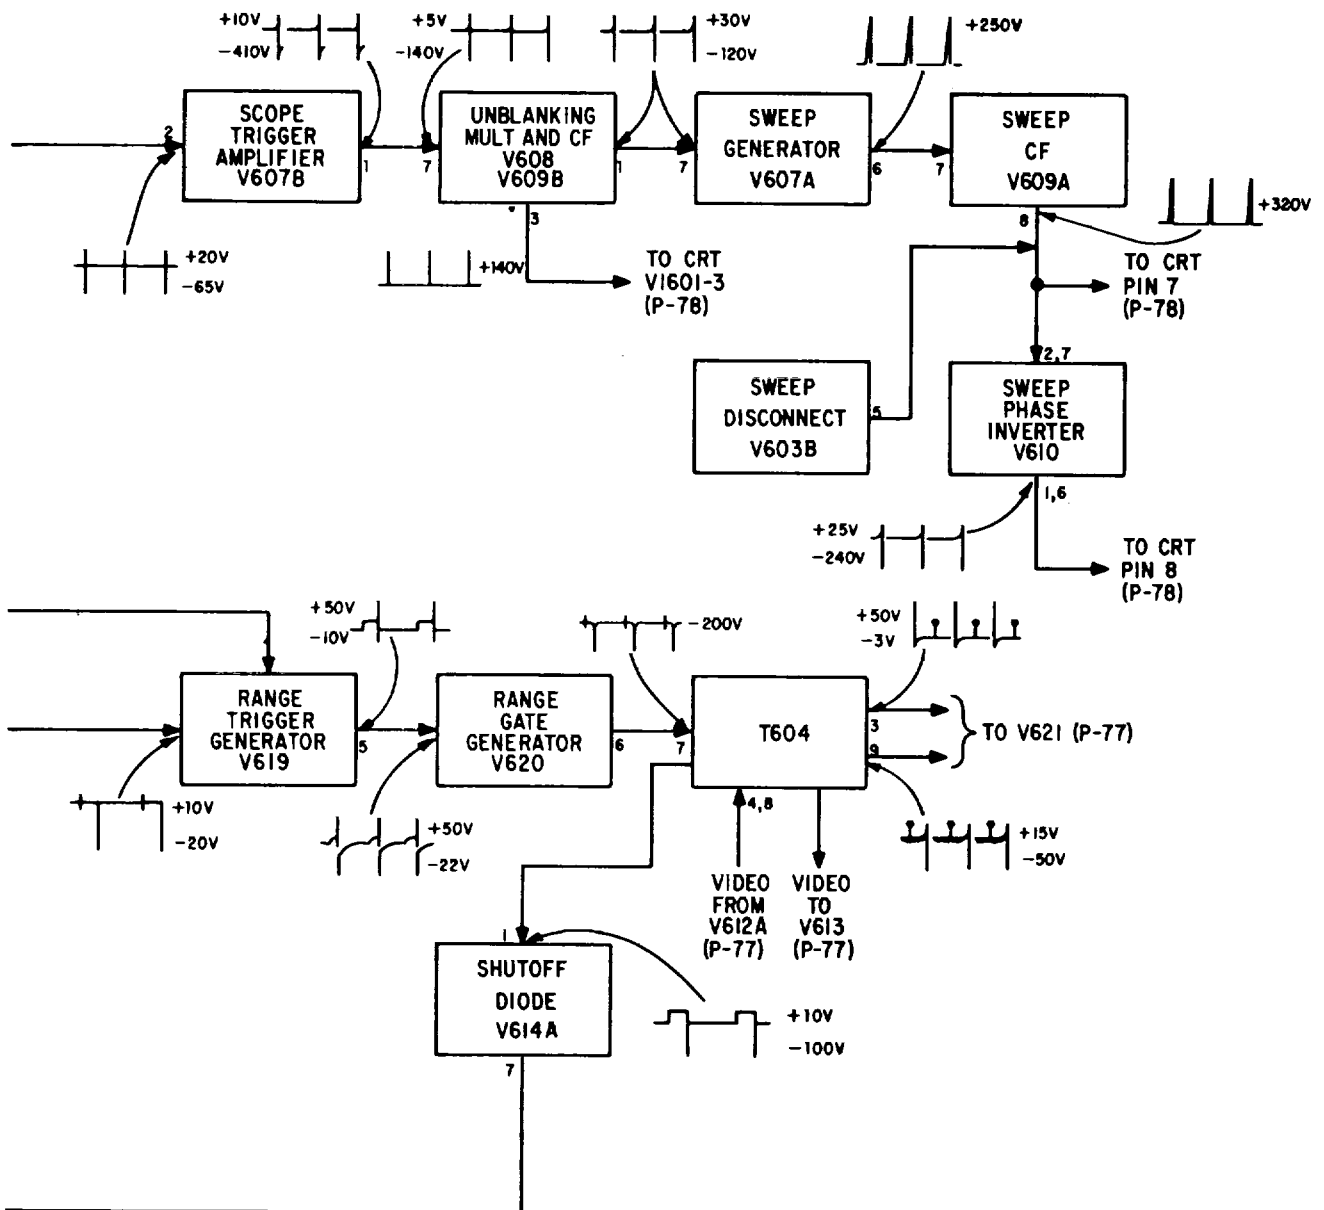 +10V
-410V
+5V
-140V
+30V
-120V
+250V
SCOPE
TRIGGER
AMPLIFIER
V607B
2
1
UNBLANKING
MULT AND CF
V608
V609B
7
1
3
SWEEP
GENERATOR
V607A
7
6
SWEEP
CF
V609A
7
8
+320V
+20V
-65V
+140V
TO CRT
V1601-3
(P-78)
TO CRT
PIN 7
(P-78)
SWEEP
DISCONNECT
V603B
5
2,7
SWEEP
PHASE
INVERTER
V610
1,6
+25V
-240V
TO CRT
PIN 8
(P-78)
+50V
-10V
-200V
+50V
-3V
RANGE
TRIGGER
GENERATOR
V619
5
RANGE
GATE
GENERATOR
V620
6
7
T604
3
9
4,8
TO V621 (P-77)
+10V
-20V
+50V
-22V
+15V
-50V
VIDEO
FROM
V612A
(P-77)
VIDEO
TO
V613
(P-77)
1
SHUTOFF
DIODE
V614A
7
+10V
-100V